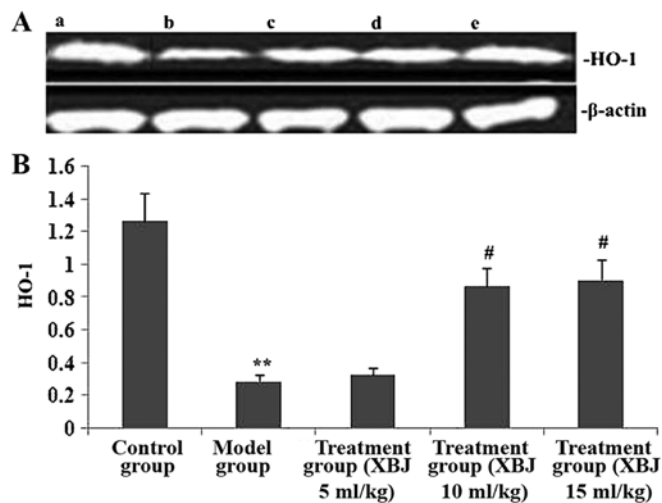 A
a b c d e
-HO-1
-β-actin
B
1.6
1.4
1.2
1
0.8
0.6
0.4
0.2
0
HO-1
**
#
#
Control
group
Model
group
Treatment
group (XBJ
5 ml/kg)
Treatment
group (XBJ
10 ml/kg)
Treatment
group (XBJ
15 ml/kg)